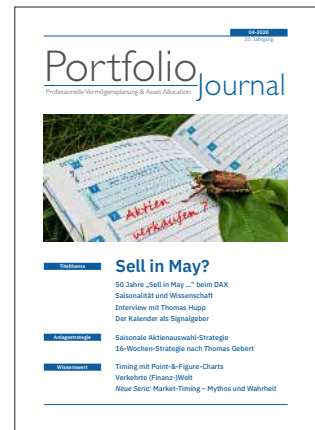 04-2020
10. Jahrgang
Portfolio
Journal
Professionelle Vermögensplanung & Asset Allocation
Aktien
verkaufen?
Titelthema
Sell in May?
50 Jahre „Sell in May ...“ beim DAX
Saisonalität und Wissenschaft
Interview mit Thomas Hupp
Der Kalender als Signalgeber
Anlagestrategie
Saisonale Aktienauswahl-Strategie
16-Wochen-Strategie nach Thomas Gebert
Wissenswert
Timing mit Point-&-Figure-Charts
Verkehrte (Finanz-)Welt
Neue Serie: Market-Timing – Mythos und Wahrheit